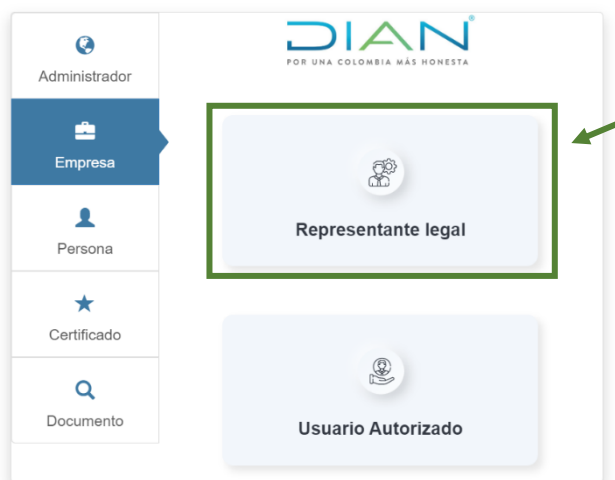 DIAN
POR UNA COLOMBIA MÁS HONESTA
Administrador
Empresa
Persona
Certificado
Documento
Representante legal
Usuario Autorizado